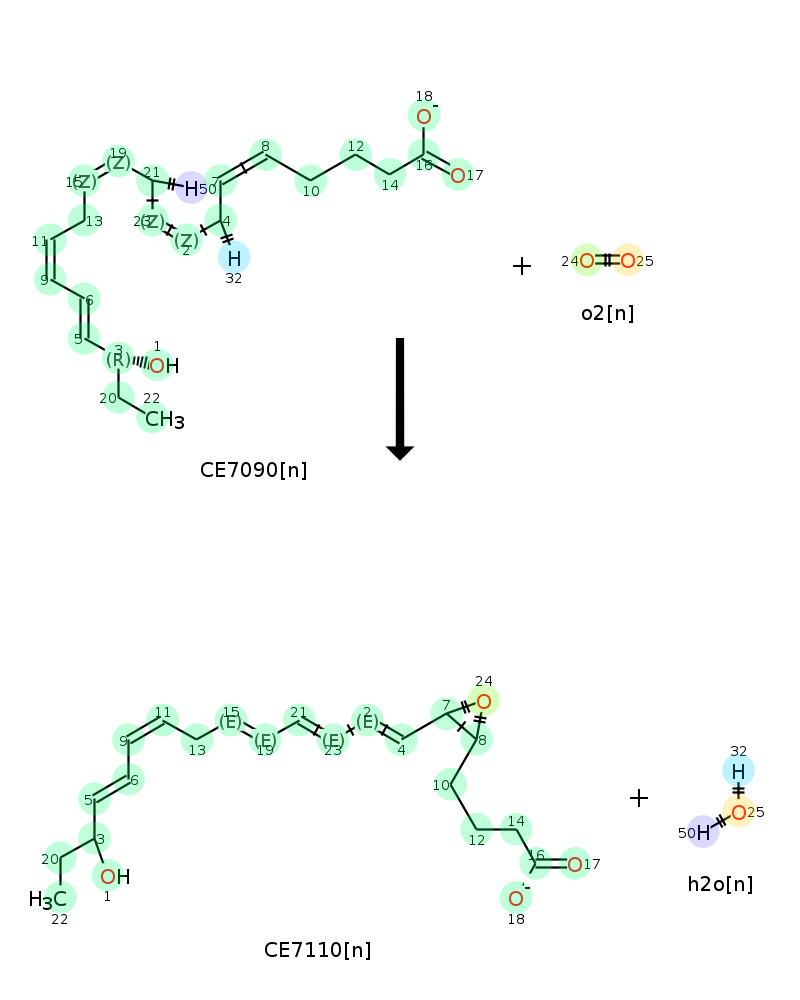 18
O-
19
(Z)
8
12
16
15 (Z)
21
H 50
7
10
14
O 17
11
13
23 (Z)
4
(Z)
2
H
32
9
6
24 O
O 25
+
o2[n]
5
3
(R)
1
OH
20
22
CH3
CE7090[n]
24
O
11
15
(E)
21
2
(E)
7
9
13
(E)
19
(E)
23
4
8
6
5
10
3
20
OH
1
H3C
22
12
14
16
O 17
O-
18
+
32
H
50 H
O 25
h2o[n]
CE7110[n]